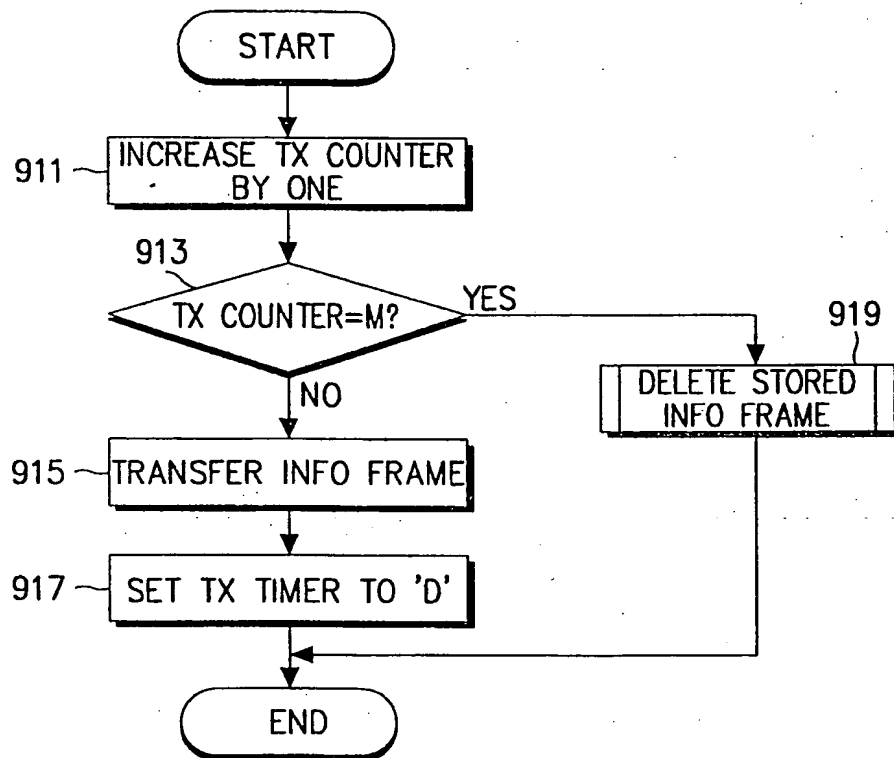 START
911
INCREASE TX COUNTER
BY ONE
913
TX COUNTER=M?
YES
NO
919
DELETE STORED
INFO FRAME
915
TRANSFER INFO FRAME
917
SET TX TIMER TO 'D'
END